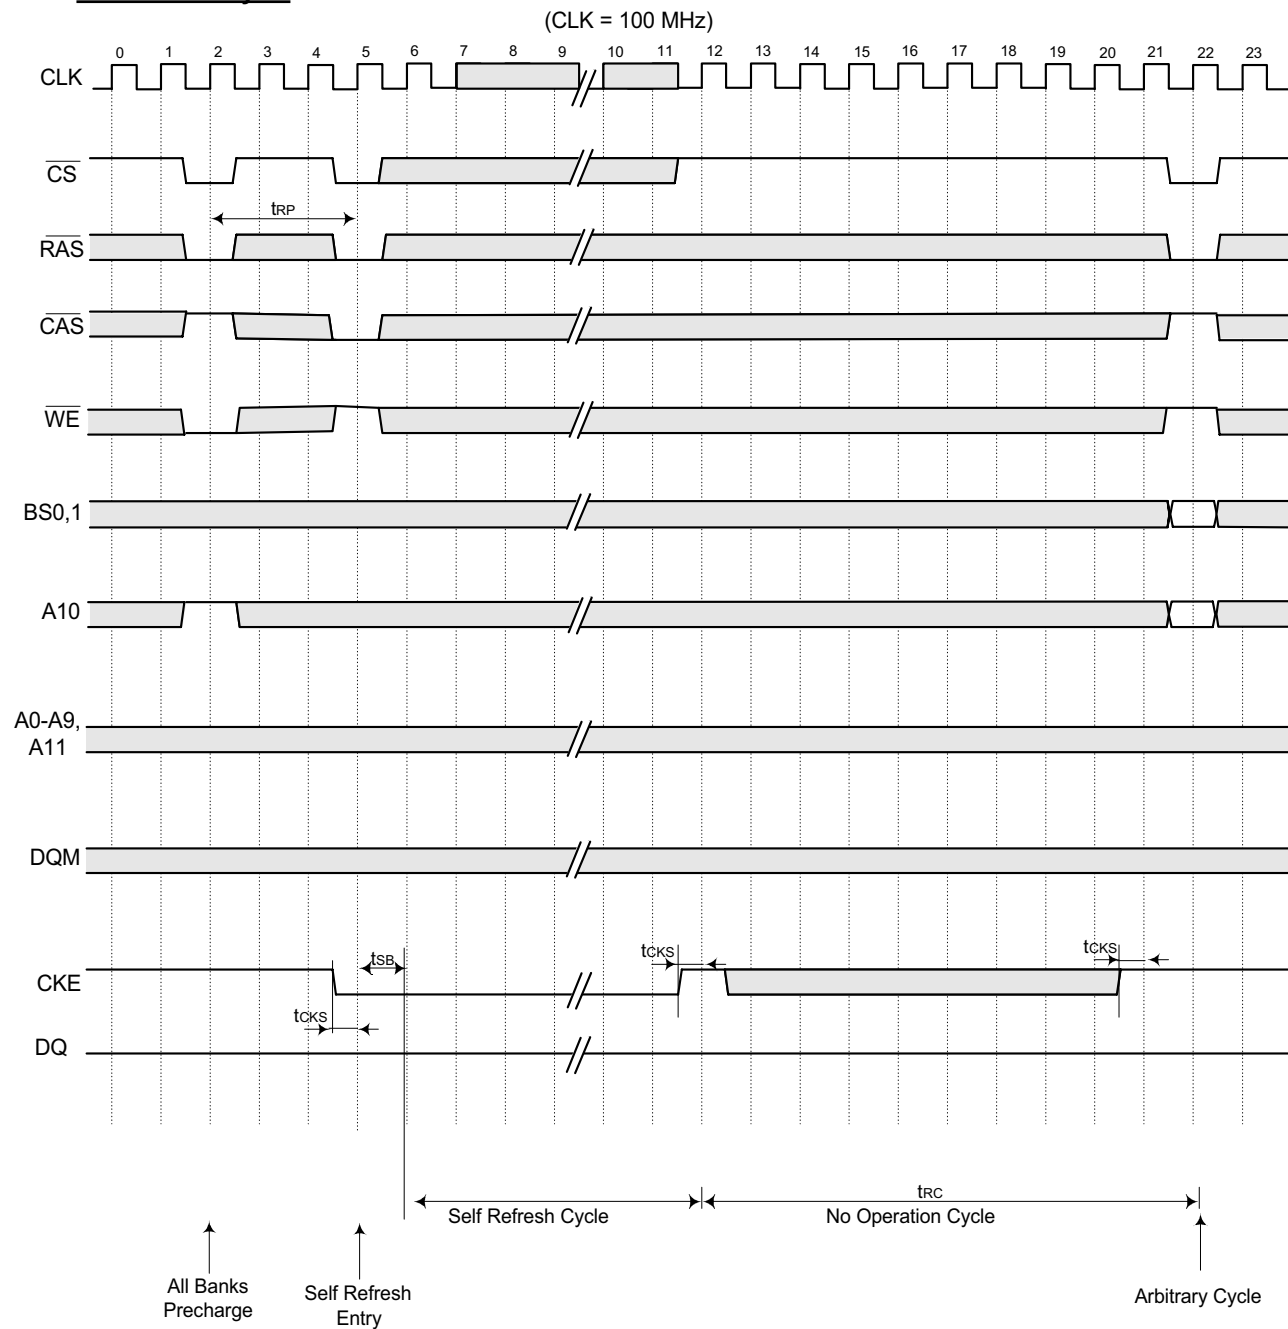 (CLK = 100 MHz)
0 1 2 3 4 5 6 7 8 9 10 11 12 13 14 15 16 17 18 19 20 21 22 23
CLK
CS
tRP
RAS
CAS
WE
BS0,1
A10
A0-A9,
A11
DQM
tCKS
tCKS
tSB
CKE
tCKS
DQ
tRC
Self Refresh Cycle
No Operation Cycle
All Banks
Precharge
Self Refresh
Entry
Arbitrary Cycle